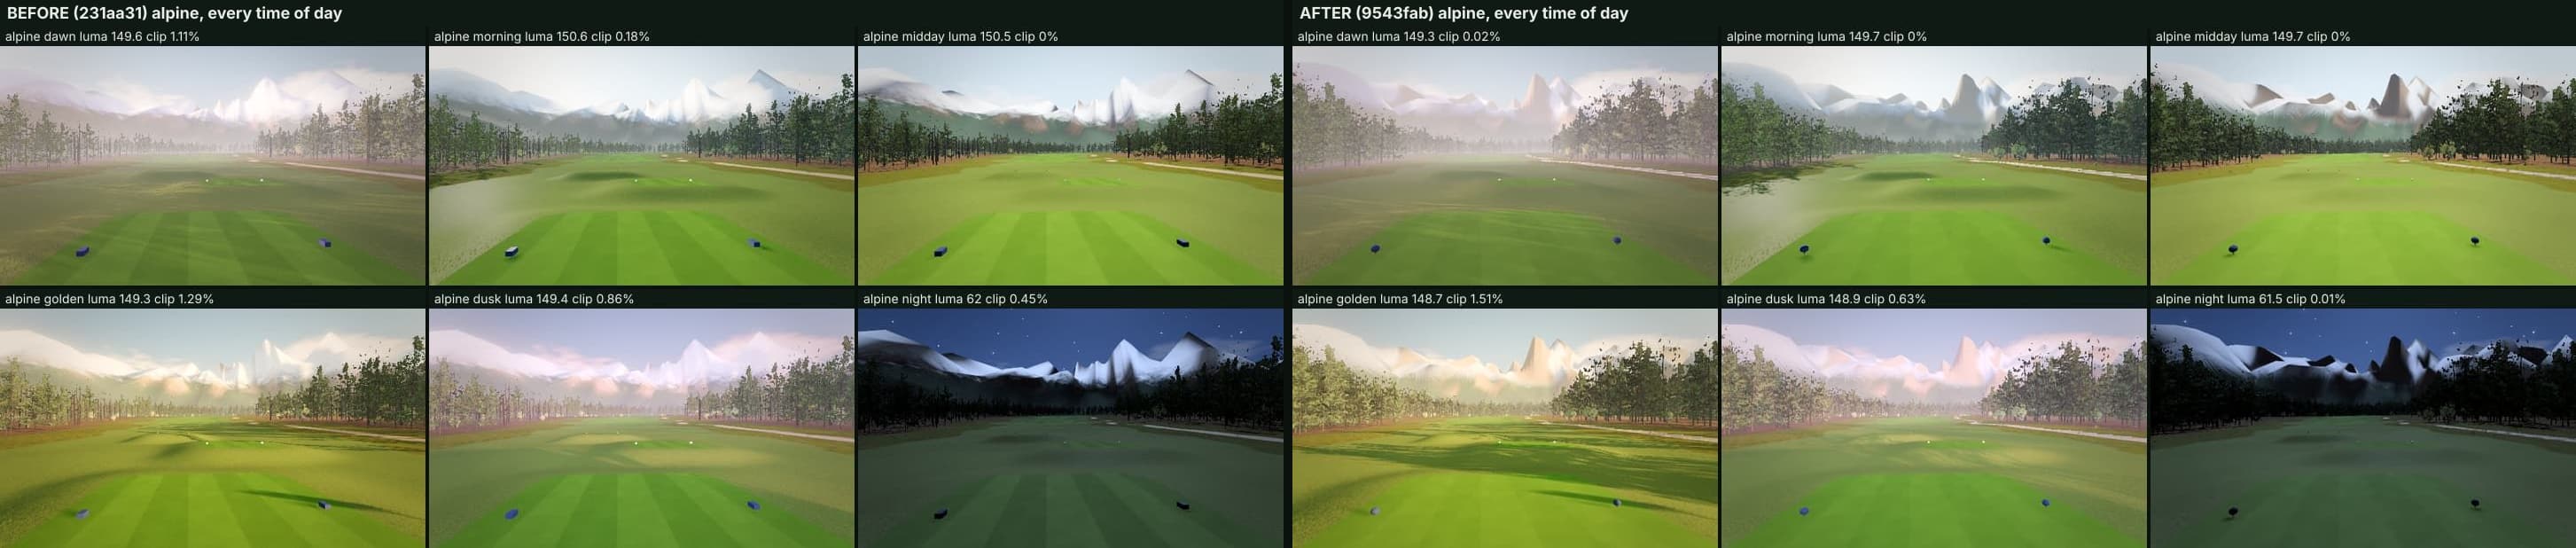 BEFORE (231aa31) alpine, every time of day
alpine dawn luma 149.6 clip 1.11%
alpine morning luma 150.6 clip 0.18%
alpine midday luma 150.5 clip 0%
alpine golden luma 149.3 clip 1.29%
alpine dusk luma 149.4 clip 0.86%
alpine night luma 62 clip 0.45%
AFTER (9543fab) alpine, every time of day
alpine dawn luma 149.3 clip 0.02%
alpine morning luma 149.7 clip 0%
alpine midday luma 149.7 clip 0%
alpine golden luma 148.7 clip 1.51%
alpine dusk luma 148.9 clip 0.63%
alpine night luma 61.5 clip 0.01%